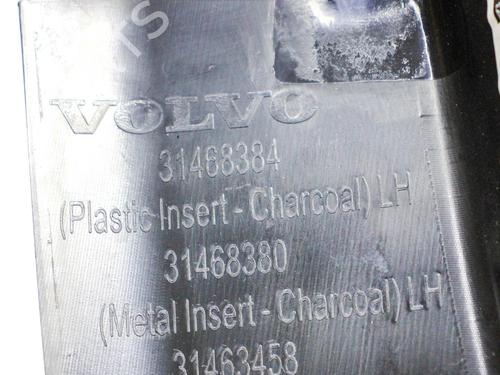 VOLVO
31468384
(Plastic Insert - Charcoal) LH
31468380
(Metal Insert - Charcoal) LH
31463458